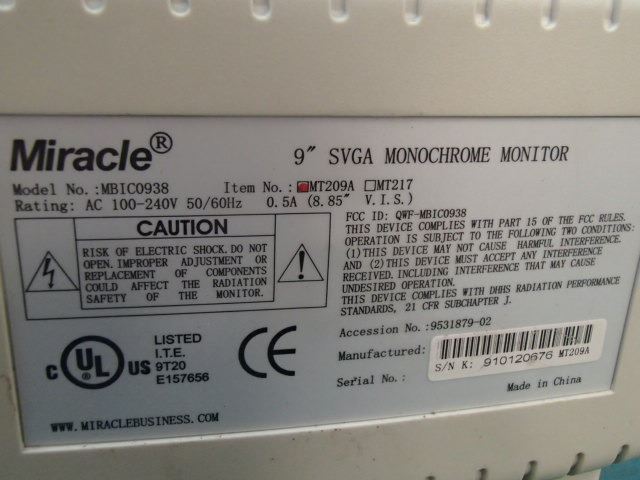 Miracle®
9" SVGA MONOCHROME MONITOR
Model No.:MBIC0938 Item No.: MT209A MT217
Rating: AC 100-240V 50/60Hz 0.5A (8.85" V.I.S.)
CAUTION
RISK OF ELECTRIC SHOCK. DO NOT
OPEN. IMPROPER ADJUSTMENT OR
REPLACEMENT OF COMPONENTS
COULD AFFECT THE RADIATION
SAFETY OF THE MONITOR.
FCC ID: QWF-MBIC0938
THIS DEVICE COMPLIES WITH PART 15 OF THE FCC RULES.
OPERATION IS SUBJECT TO THE FOLLOWING TWO CONDITIONS:
(1)THIS DEVICE MAY NOT CAUSE HARMFUL INTERFERENCE.
AND (2)THIS DEVICE MUST ACCEPT ANY INTERFERENCE
RECEIVED. INCLUDING INTERFERENCE THAT MAY CAUSE
UNDESIRED OPERATION.
THIS DEVICE COMPLIES WITH DHHS RADIATION PERFORMANCE
STANDARDS, 21 CFR SUBCHAPTER J.
Accession No.:9531879-02
Manufactured:
S/N K: 910120676 MT209A
Serial No.:
Made in China
C UL US
LISTED
I.T.E.
9T20
E157656
CE
WWW.MIRACLEBUSINESS.COM